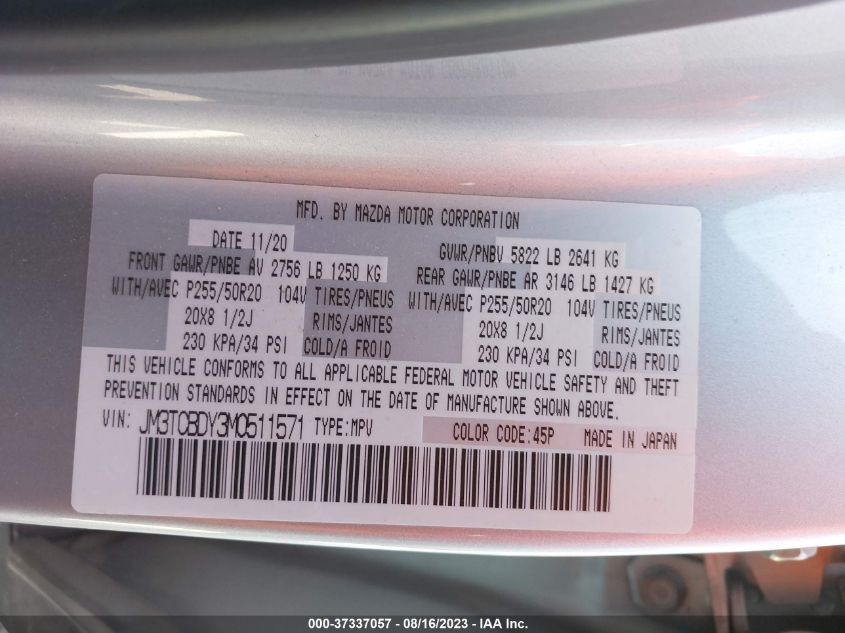 MFD. BY MAZDA MOTOR CORPORATION
DATE 11/20
GVWR/PNBV 5822 LB 2641 KG
FRONT GAWR/PNBE AV 2756 LB 1250 KG
REAR GAWR/PNBE AR 3146 LB 1427 KG
WITH/AVEC P255/50R20 104V TIRES/PNEUS
WITH/AVEC P255/50R20 104V TIRES/PNEUS
20X8 1/2J RIMS/JANTES
20X8 1/2J RIMS/JANTES
230 KPA/34 PSI COLD/A FROID
230 KPA/34 PSI COLD/A FROID
THIS VEHICLE CONFORMS TO ALL APPLICABLE FEDERAL MOTOR VEHICLE SAFETY AND THEFT
PREVENTION STANDARDS IN EFFECT ON THE DATE OF MANUFACTURE SHOWN ABOVE.
VIN: JM3TCBDY3M0511571 TYPE:MPV COLOR CODE:45P MADE IN JAPAN
000-37337057 - 08/16/2023 - IAA Inc.